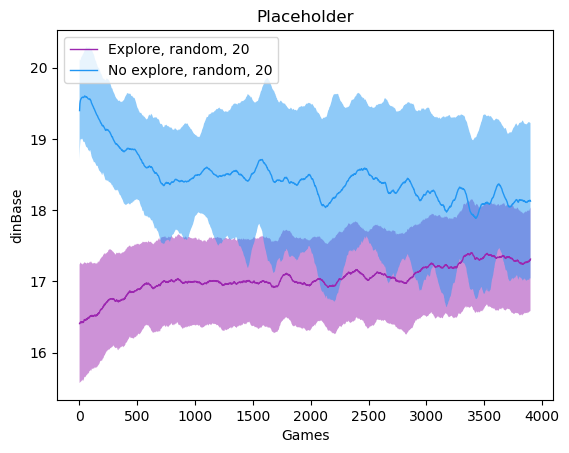 Placeholder
Explore, random, 20
No explore, random, 20
20
19
18
17
16
dinBase
0
500
1000
1500
2000
2500
3000
3500
4000
Games